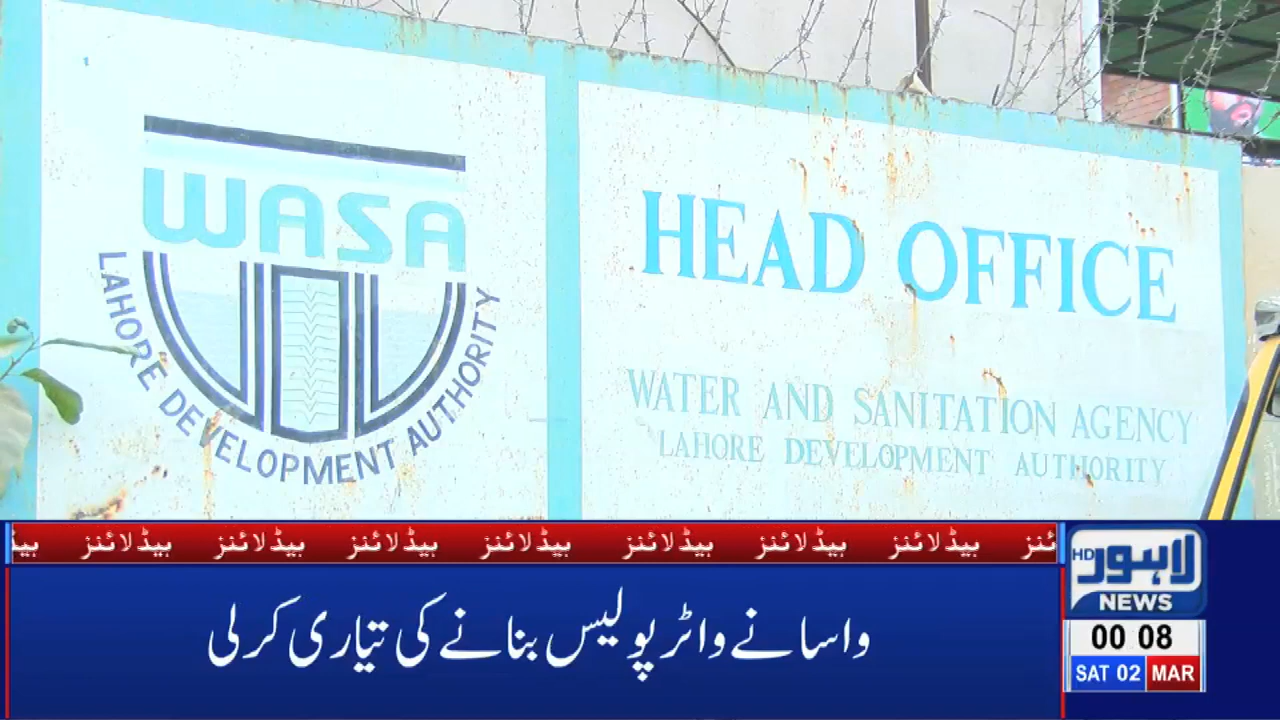 WASA
LAHORE DEVELOPMENT AUTHORITY
HEAD OFFICE
WATER AND SANITATION AGENCY
LAHORE DEVELOPMENT AUTHORITY
ہیڈلائنز ہیڈلائنز ہیڈلائنز ہیڈلائنز ہیڈلائنز ہیڈلائنز ہیڈلائنز
واسا نے واٹر پولیس بنانے کی تیاری کرلی
لاہور HD
NEWS
00 08
SAT 02 MAR